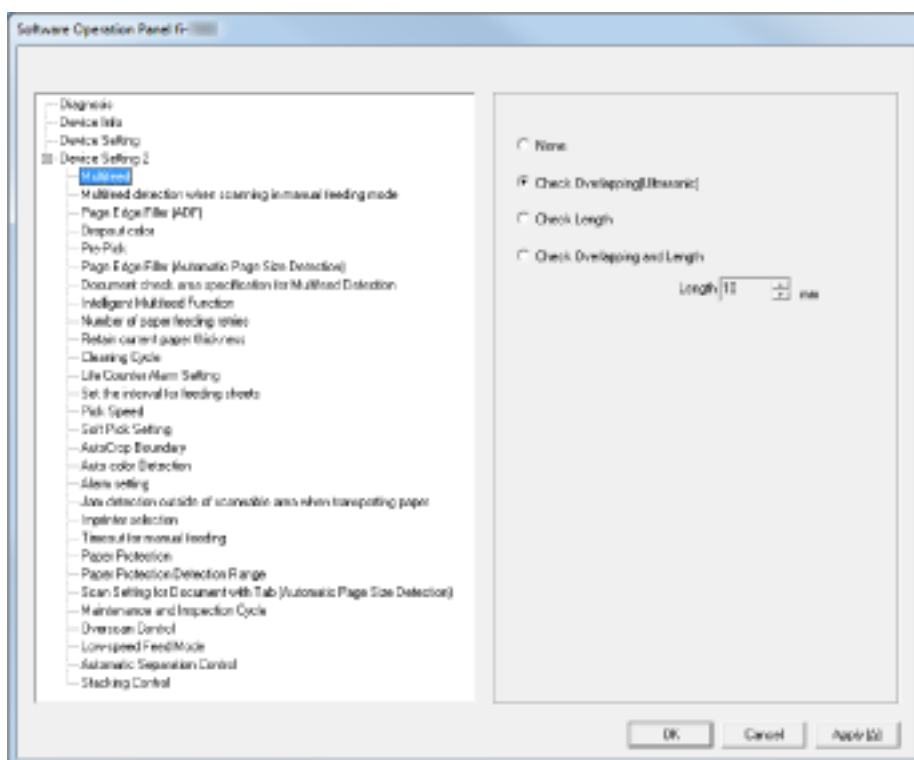 Software Operation Panel fi-
Diagnosis
Device Info
Device Setting
Device Setting 2
Multifeed
Multifeed detection when scanning in manual feeding mode
Page Edge Filler (ADF)
Dropout color
Pre-Pick
Page Edge Filler (Automatic Page Size Detection)
Document check area specification for Multifeed Detection
Intelligent Multifeed Function
Number of paper feeding retries
Retain current paper thickness
Cleaning Cycle
Life Counter Alarm Setting
Set the interval for feeding sheets
Pick Speed
Soft Pick Setting
AutoCrop Boundary
Auto color Detection
Alarm setting
Jam detection outside of scannable area when transporting paper
Imprinter selection
Timeout for manual feeding
Paper Protection
Paper Protection Detection Range
Scan Setting for Document with Tab (Automatic Page Size Detection)
Maintenance and Inspection Cycle
Overscan Control
Low-speed Feed Mode
Automatic Separation Control
Stacking Control
None
Check Overlapping(Ultrasonic)
Check Length
Check Overlapping and Length
Length 10 mm
OK Cancel Apply (A)